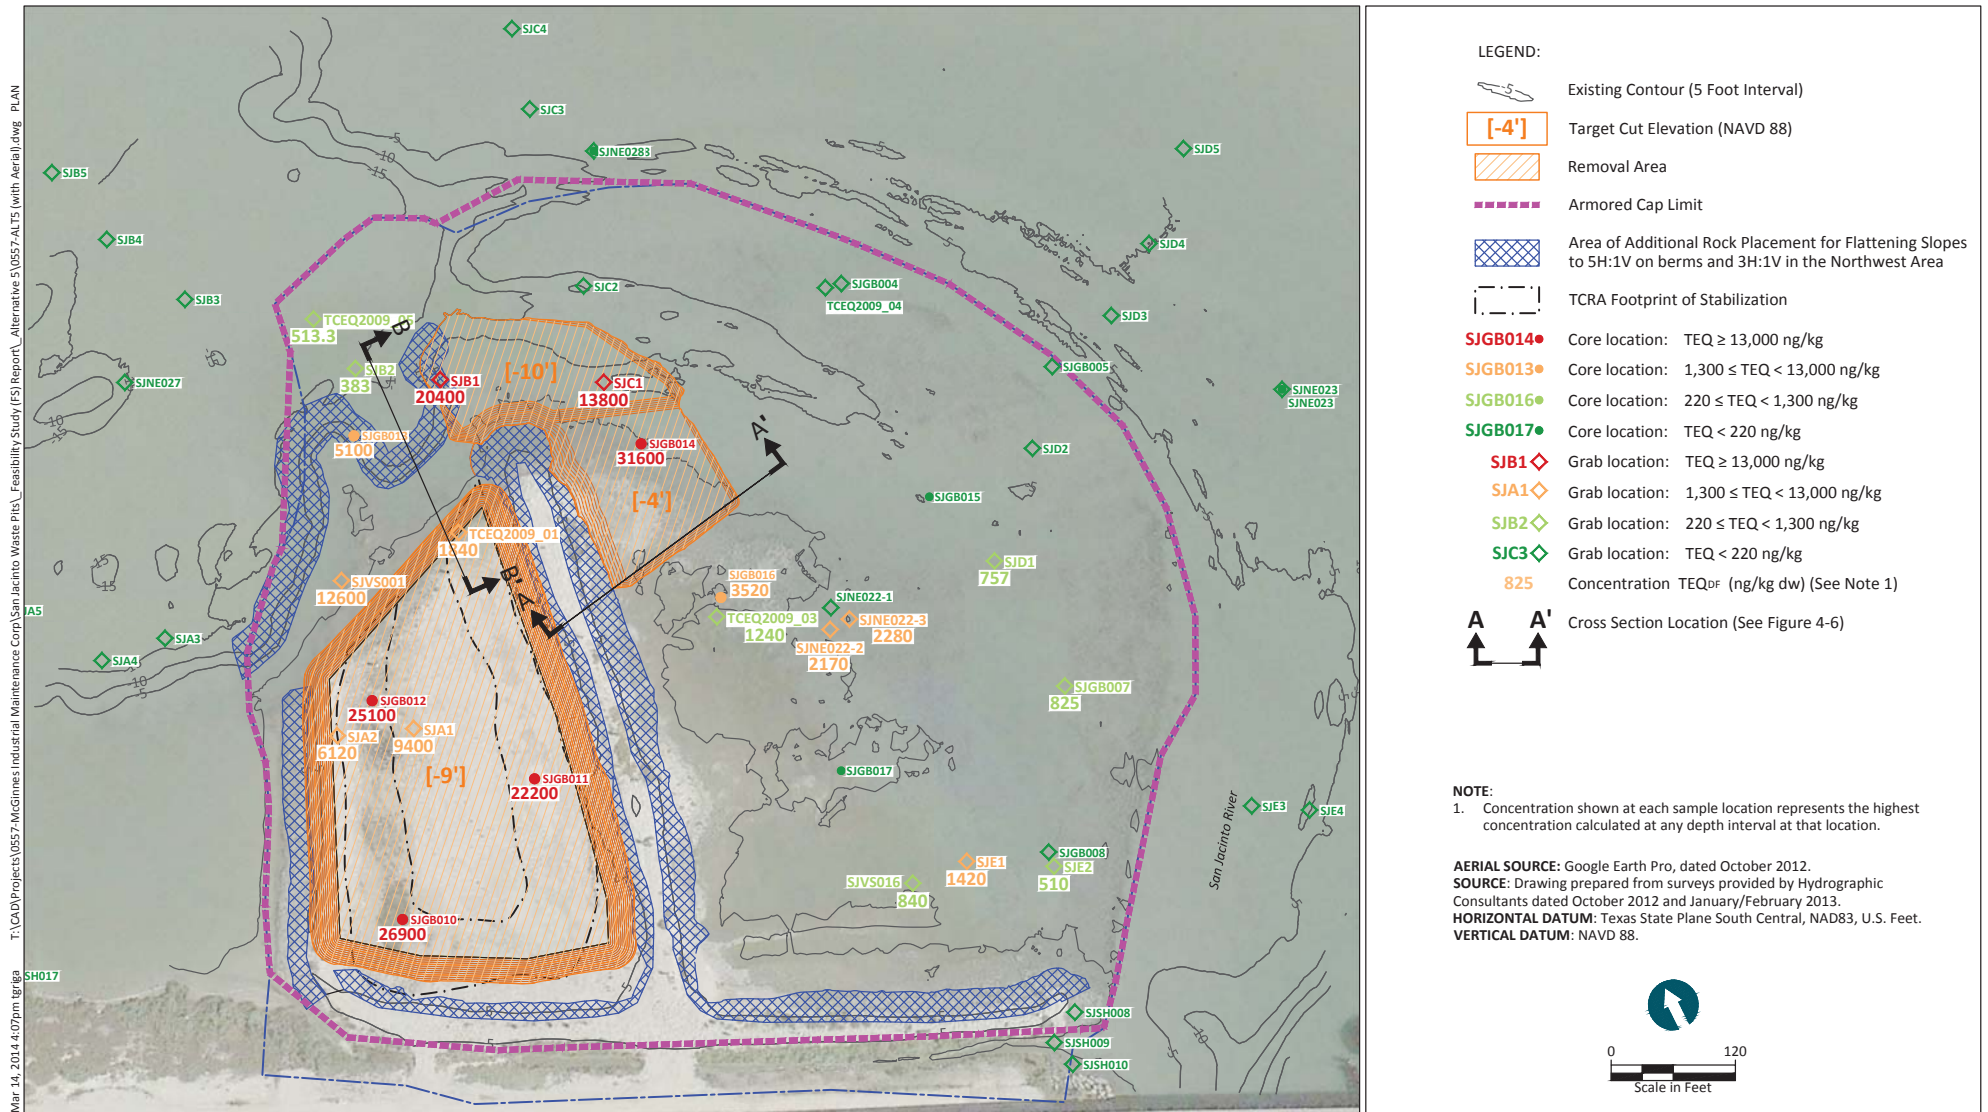 Mar 14, 2014 4:07pm tgriga T:\CAD\Projects\0557-McGinnes Industrial Maintenance Corp\San Jacinto Waste Pits\_Feasibility Study (FS) Report\_Alternative 5\0557-ALT5 (with Aerial).dwg PLAN
SJC4
SJC3
SJNE028B
SJD5
SJB5
-5
-10
-15
SJB4
SJD4
SJB3
SJC2
SJGB004
TCEQ2009_04
SJD3
TCEQ2009_05
513.3
B
SJB2
383
SJB1
20400
[-10']
SJC1
13800
SJGB005
SJNE027
SJNE023
SJNE023
-10
-15
5100
SJGB014
31600
A'
SJD2
[-4']
SJGB015
TCEQ2009_01
1840
SJVS001
12600
B'
A
SJGB016
3520
SJD1
757
-15
JA5
TCEQ2009_03
1240
SJNE022-1
SJNE022-3
2280
SJNE022-2
2170
SJA3
SJA4
-10
-5
SJGB012
25100
SJGB007
825
SJA2
6120
SJA1
9400
[-9']
SJGB011
22200
SJGB017
San Jacinto River
SJE3
SJE4
SJGB008
SJE1
1420
SJE2
510
SJVS016
840
SJGB010
26900
SH017
SJSH008
SJSH009
SJSH010
LEGEND:
-5
Existing Contour (5 Foot Interval)
[-4']
Target Cut Elevation (NAVD 88)
Removal Area
Armored Cap Limit
Area of Additional Rock Placement for Flattening Slopes
to 5H:1V on berms and 3H:1V in the Northwest Area
TCRA Footprint of Stabilization
SJGB014 Core location: TEQ ≥ 13,000 ng/kg
SJGB013 Core location: 1,300 ≤ TEQ < 13,000 ng/kg
SJGB016 Core location: 220 ≤ TEQ < 1,300 ng/kg
SJGB017 Core location: TEQ < 220 ng/kg
SJB1 Grab location: TEQ ≥ 13,000 ng/kg
SJA1 Grab location: 1,300 ≤ TEQ < 13,000 ng/kg
SJB2 Grab location: 220 ≤ TEQ < 1,300 ng/kg
SJC3 Grab location: TEQ < 220 ng/kg
825 Concentration TEQDF (ng/kg dw) (See Note 1)
A A' Cross Section Location (See Figure 4-6)
NOTE:
1. Concentration shown at each sample location represents the highest
concentration calculated at any depth interval at that location.
AERIAL SOURCE: Google Earth Pro, dated October 2012.
SOURCE: Drawing prepared from surveys provided by Hydrographic
Consultants dated October 2012 and January/February 2013.
HORIZONTAL DATUM: Texas State Plane South Central, NAD83, U.S. Feet.
VERTICAL DATUM: NAVD 88.
0 120
Scale in Feet